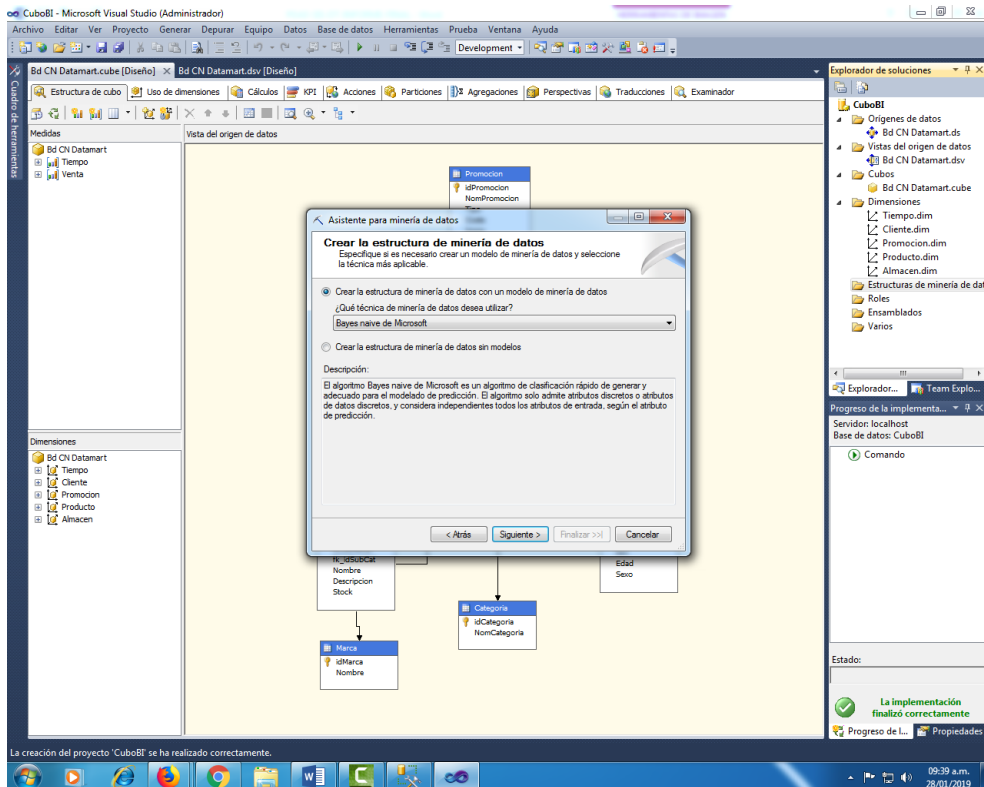 CuboBI - Microsoft Visual Studio (Administrador)
Archivo Editar Ver Proyecto Generar Depurar Equipo Datos Base de datos Herramientas Prueba Ventana Ayuda
Development
Bd CN Datamart.cube [Diseño] Bd CN Datamart.dsv [Diseño]
Estructura de cubo Uso de dimensiones Cálculos KPI Acciones Particiones Agregaciones Perspectivas Traducciones Examinador
Cuadro de herramientas
Medidas
Bd CN Datamart
Tiempo
Venta
Dimensiones
Bd CN Datamart
Tiempo
Cliente
Promocion
Producto
Almacen
Vista del origen de datos
Promocion
idPromocion
NomPromocion
Asistente para minería de datos
Crear la estructura de minería de datos
Especifique si es necesario crear un modelo de minería de datos y seleccione
la técnica más aplicable.
Crear la estructura de minería de datos con un modelo de minería de datos
¿Qué técnica de minería de datos desea utilizar?
Bayes naive de Microsoft
Crear la estructura de minería de datos sin modelos
Descripción:
El algoritmo Bayes naive de Microsoft es un algoritmo de clasificación rápido de generar y
adecuado para el modelado de predicción. El algoritmo solo admite atributos discretos o atributos
de datos discretos, y considera independientes todos los atributos de entrada, según el atributo
de predicción.
< Atrás Siguiente > Finalizar >>| Cancelar
fk_idSubCat
Nombre
Descripcion
Stock
Edad
Sexo
Categoria
idCategoria
NomCategoria
Marca
idMarca
Nombre
Explorador de soluciones
CuboBI
Orígenes de datos
Bd CN Datamart.ds
Vistas del origen de datos
Bd CN Datamart.dsv
Cubos
Bd CN Datamart.cube
Dimensiones
Tiempo.dim
Cliente.dim
Promocion.dim
Producto.dim
Almacen.dim
Estructuras de minería de dat
Roles
Ensamblados
Varios
Explorador... Team Explo...
Progreso de la implementa...
Servidor: localhost
Base de datos: CuboBI
Comando
Estado:
La implementación
finalizó correctamente
Progreso de l... Propiedades
La creación del proyecto 'CuboBI' se ha realizado correctamente.
09:39 a.m.
28/01/2019